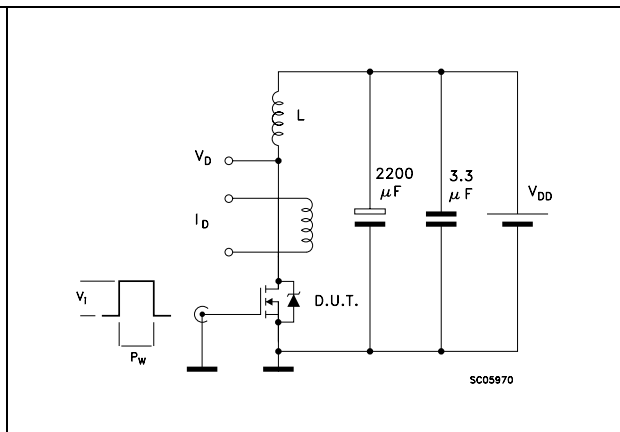 L
V_D
2200 μF
3.3 μF
V_DD
I_D
V_i
D.U.T.
P_W
SC05970